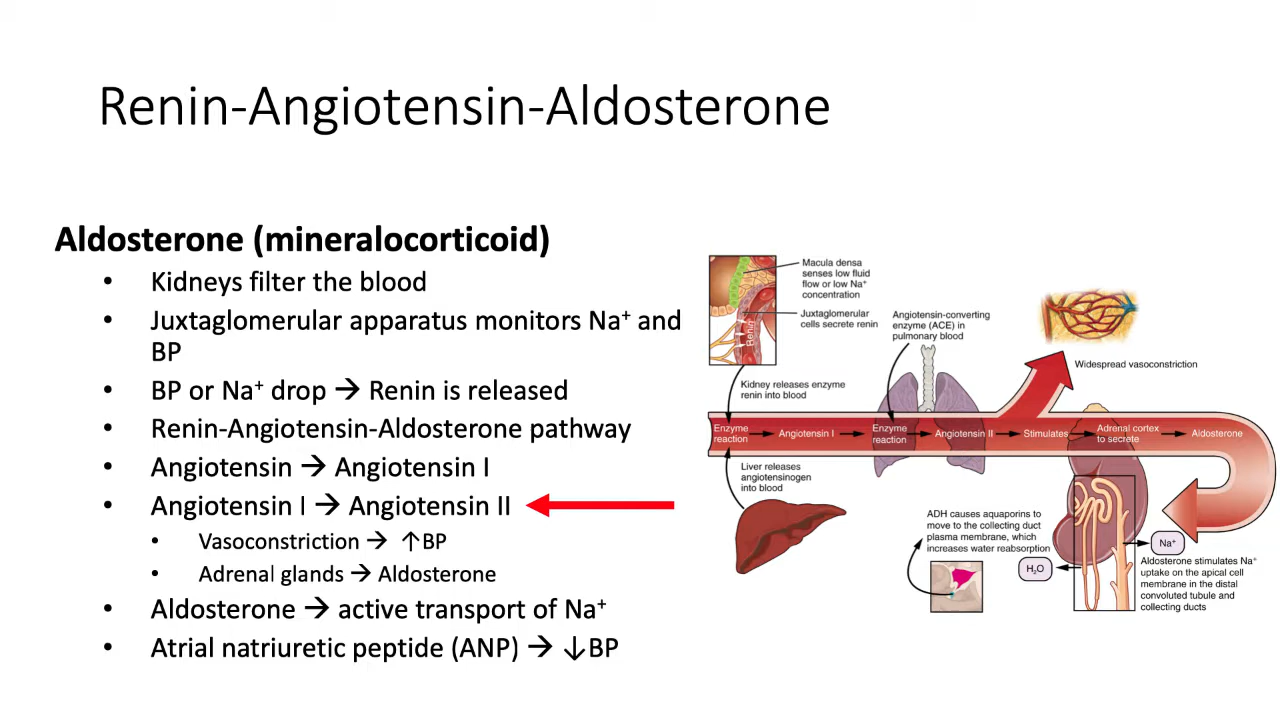 Renin-Angiotensin-Aldosterone
Aldosterone (mineralocorticoid)
• Kidneys filter the blood
• Juxtaglomerular apparatus monitors Na⁺ and
BP
• BP or Na⁺ drop → Renin is released
• Renin-Angiotensin-Aldosterone pathway
• Angiotensin → Angiotensin I
• Angiotensin I → Angiotensin II
• Vasoconstriction → ↑BP
• Adrenal glands → Aldosterone
• Aldosterone → active transport of Na⁺
• Atrial natriuretic peptide (ANP) → ↓BP
Macula densa
senses low fluid
flow or low Na⁺
concentration
Juxtaglomerular
cells secrete renin
Renin
Angiotensin-converting
enzyme (ACE) in
pulmonary blood
Widespread vasoconstriction
Kidney releases enzyme
renin into blood
Enzyme
reaction
Angiotensin I
Enzyme
reaction
Angiotensin II
Stimulates
Adrenal cortex
to secrete
Aldosterone
Liver releases
angiotensinogen
into blood
ADH causes aquaporins to
move to the collecting duct
plasma membrane, which
increases water reabsorption
H₂O
Na⁺
Aldosterone stimulates Na⁺
uptake on the apical cell
membrane in the distal
convoluted tubule and
collecting ducts